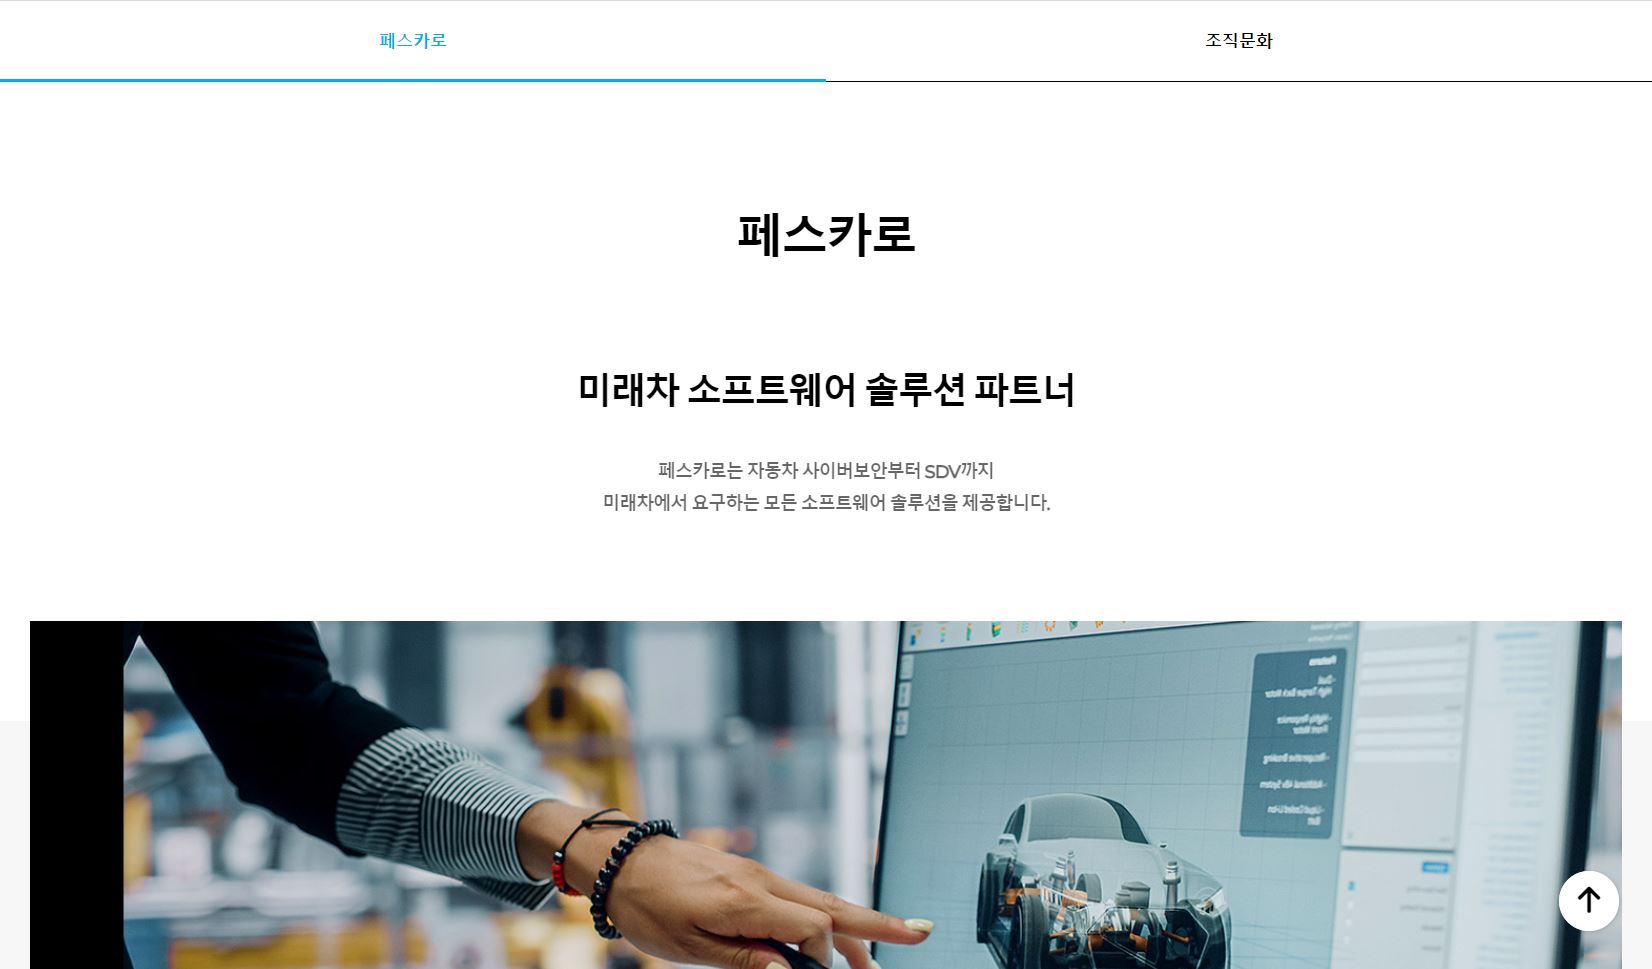 페스카로
조직문화
페스카로
미래차 소프트웨어 솔루션 파트너
페스카로는 자동차 사이버보안부터 SDV까지
미래차에서 요구하는 모든 소프트웨어 솔루션을 제공합니다.
Features